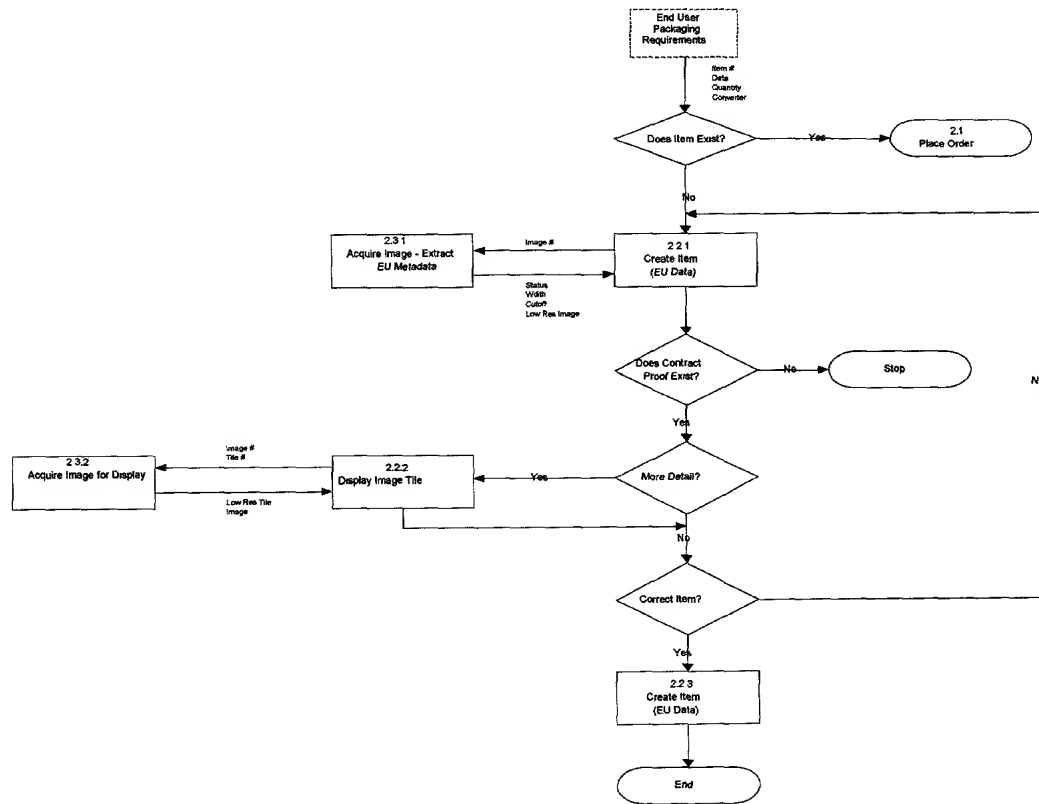 End User
Packaging
Requirements
Item #
Data
Quantity
Converter
Does Item Exist?
Yes
2.1
Place Order
No
2.3 1
Acquire Image - Extract
EU Metadata
Image #
2 2 1
Create Item
(EU Data)
Status
Width
Cutoff
Low Res Image
Does Contract
Proof Exist?
No
Stop
N
Yes
2 3.2
Acquire Image for Display
Image #
Tile #
2.2.2
Display Image Tile
Yes
More Detail?
Low Res Tile
Image
No
Correct Item?
Yes
2.2 3
Create Item
(EU Data)
End